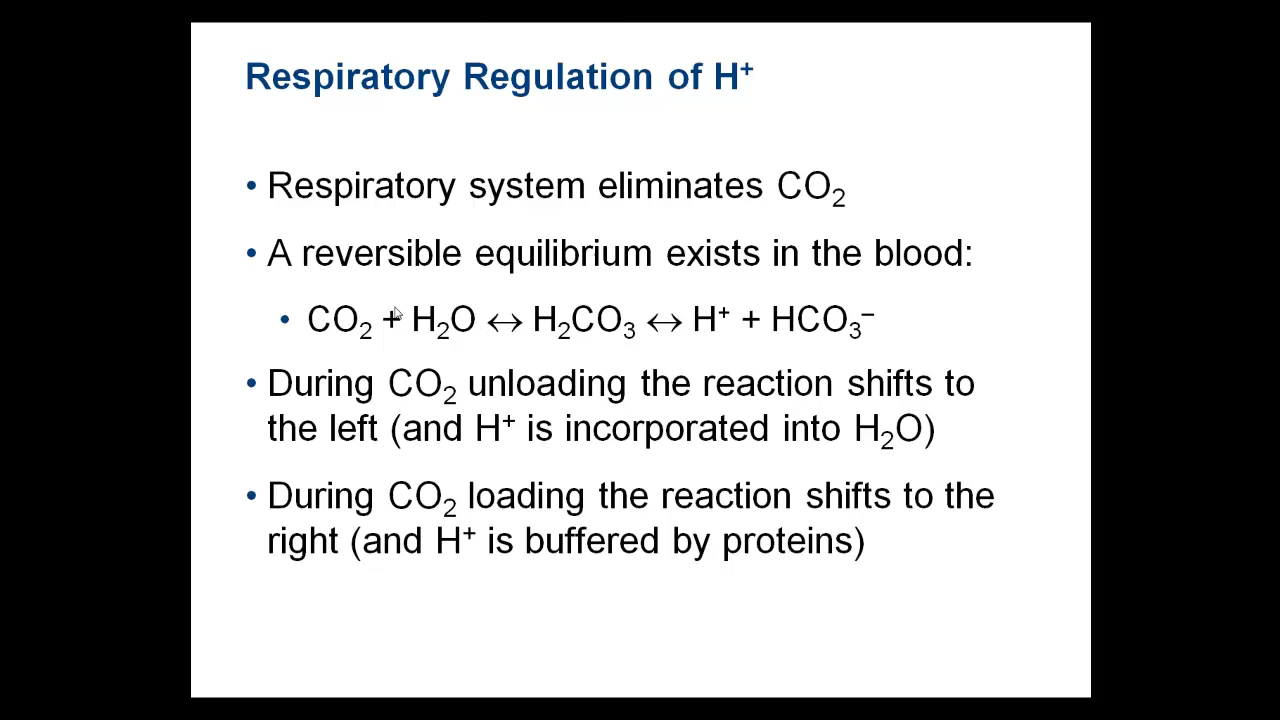 Respiratory Regulation of H⁺
• Respiratory system eliminates CO₂
• A reversible equilibrium exists in the blood:
• CO₂ + H₂O ↔ H₂CO₃ ↔ H⁺ + HCO₃⁻
• During CO₂ unloading the reaction shifts to
the left (and H⁺ is incorporated into H₂O)
• During CO₂ loading the reaction shifts to the
right (and H⁺ is buffered by proteins)